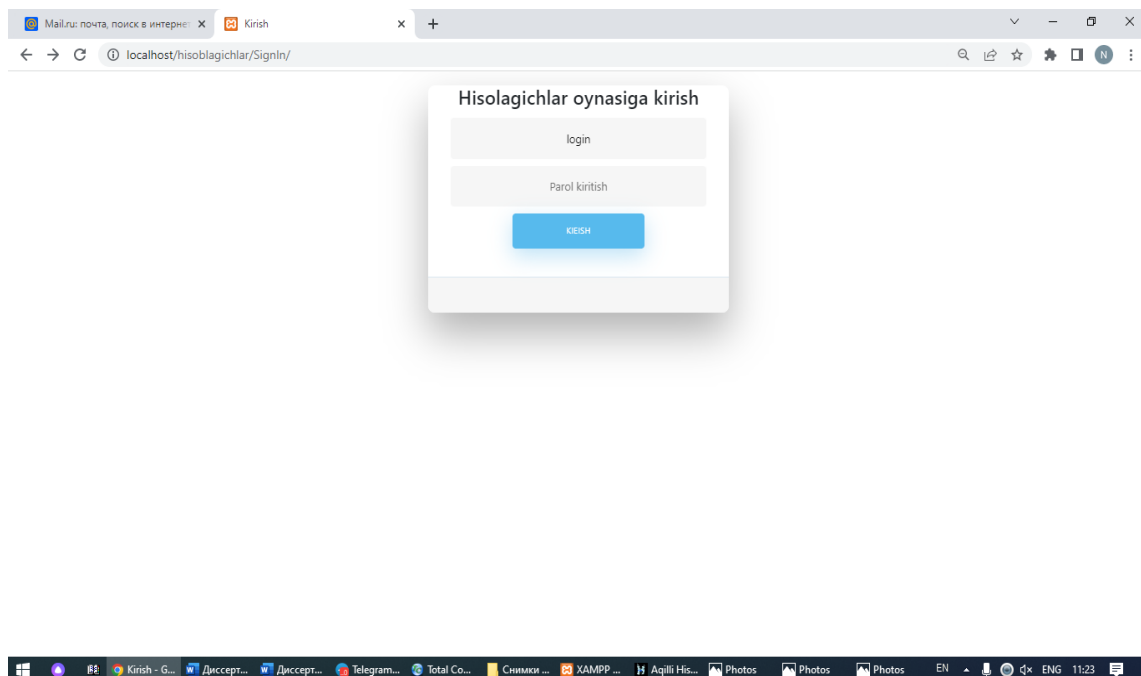 Mail.ru: почта, поиск в интернет
Kirish
localhost/hisoblagichlar/SignIn/
N
Hisolagichlar oynasiga kirish
login
Parol kiritish
KIEISH
Kirish - G... Диссерт... Диссерт... Telegram... Total Co... Снимки ... XAMPP ... Aqilli His... Photos Photos Photos EN ENG 11:23